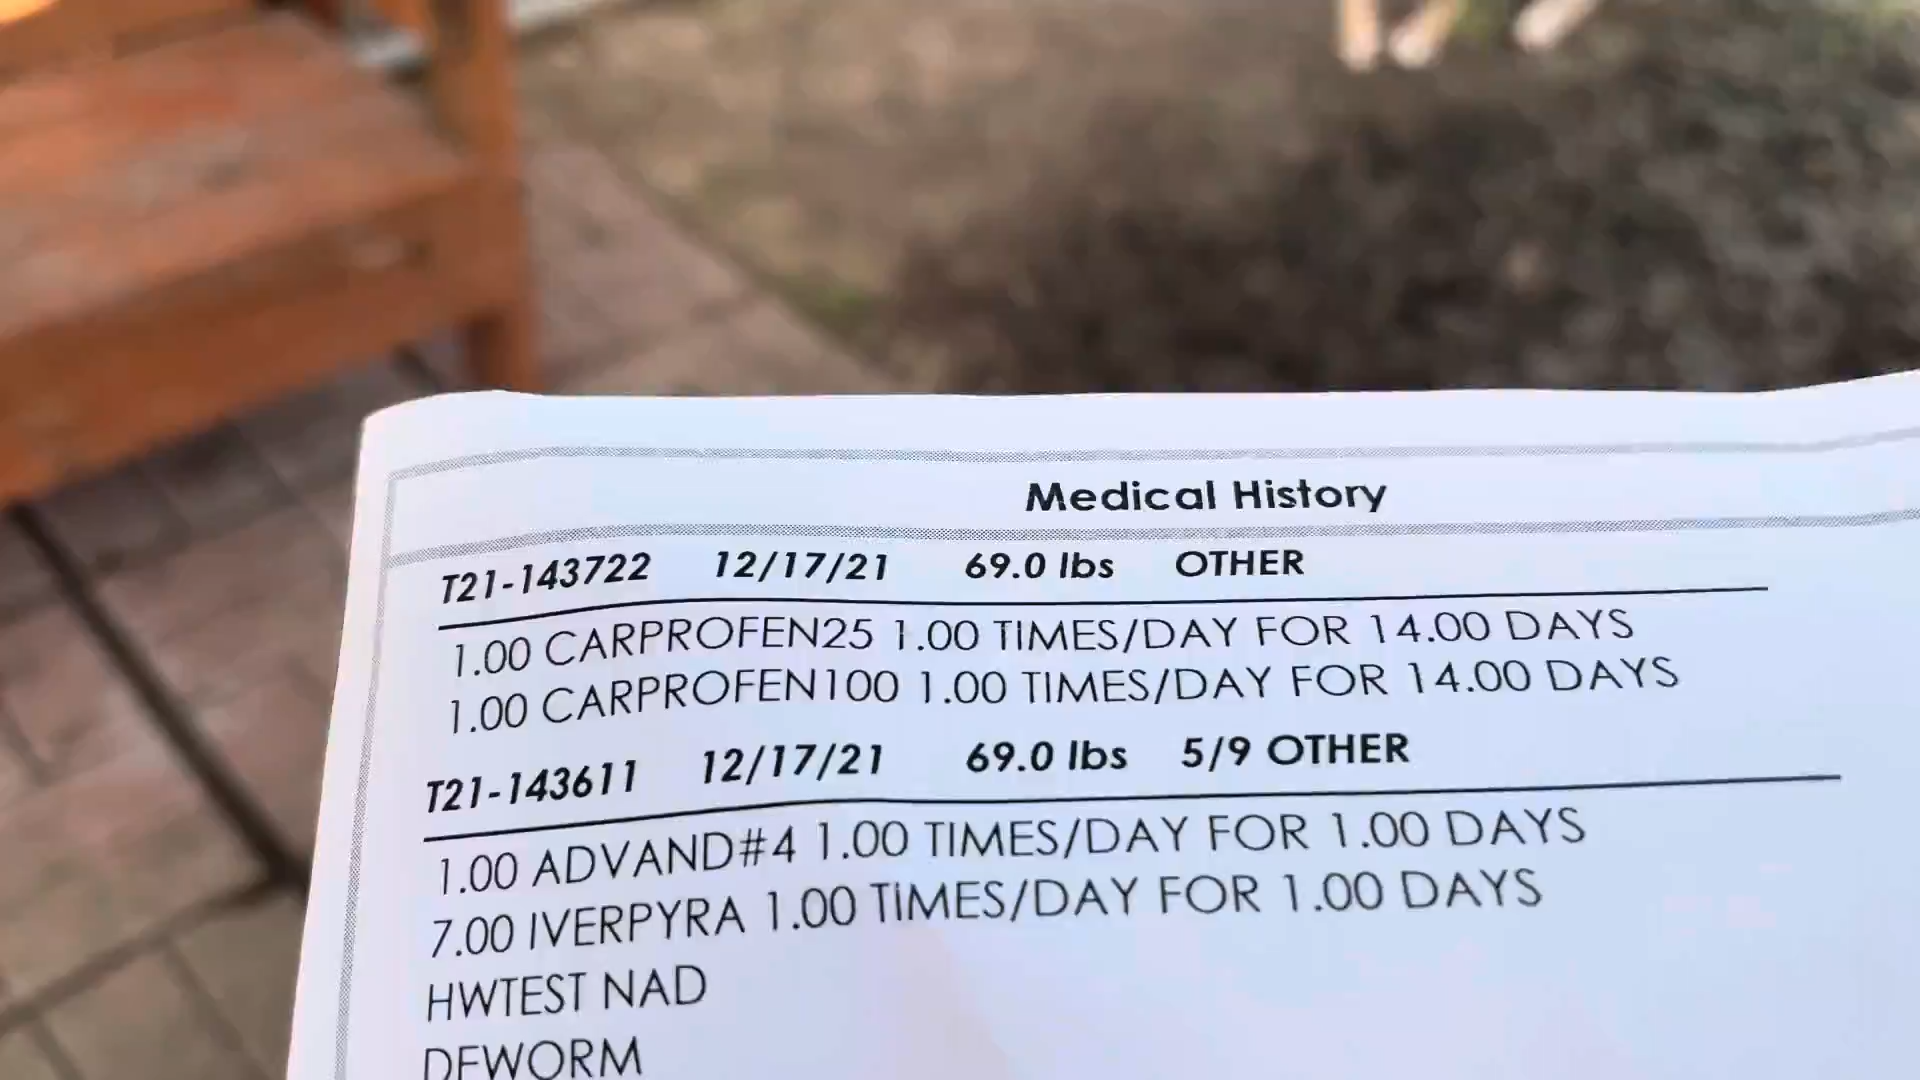 Medical History
T21-143722 12/17/21 69.0 lbs OTHER
1.00 CARPROFEN25 1.00 TIMES/DAY FOR 14.00 DAYS
1.00 CARPROFEN100 1.00 TIMES/DAY FOR 14.00 DAYS
T21-143611 12/17/21 69.0 lbs 5/9 OTHER
1.00 ADVAND#4 1.00 TIMES/DAY FOR 1.00 DAYS
7.00 IVERPYRA 1.00 TIMES/DAY FOR 1.00 DAYS
HWTEST NAD
DEWORM